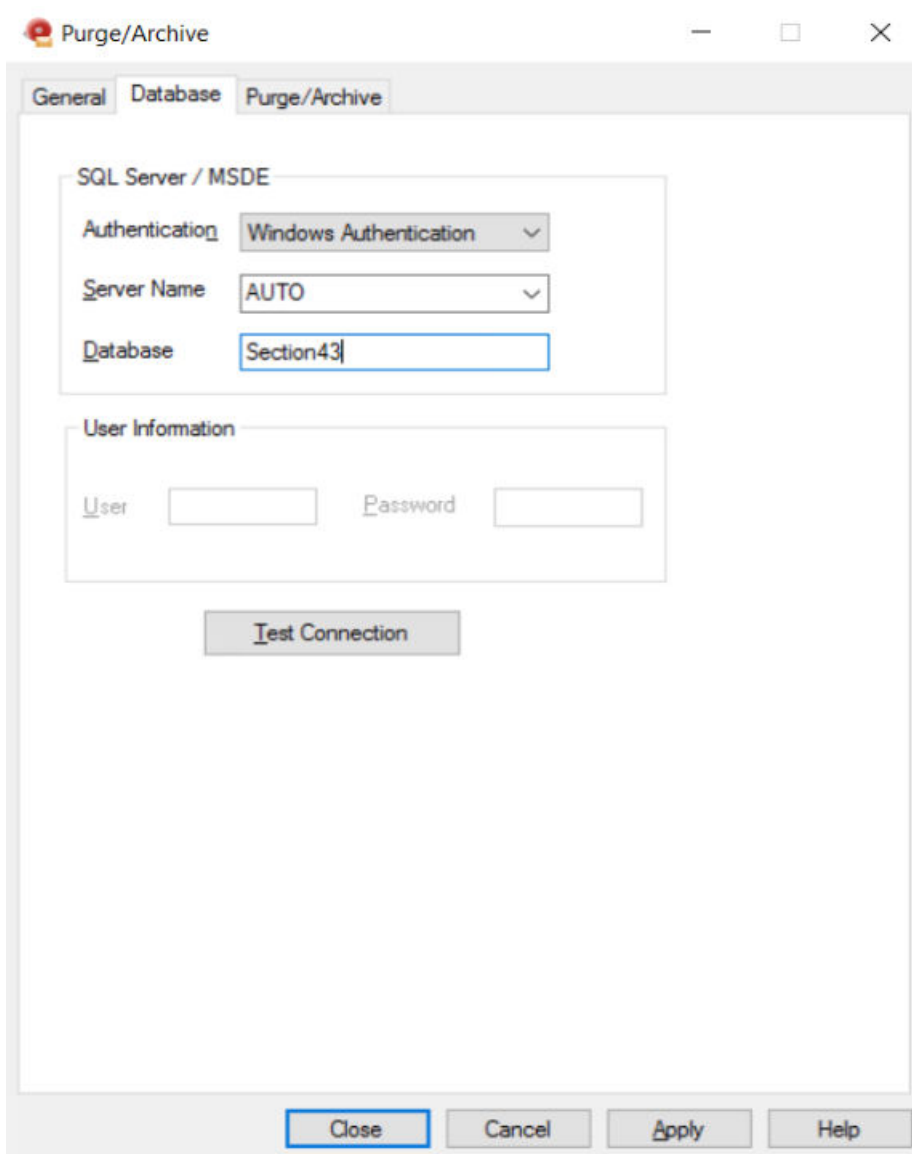 Purge/Archive
General Database Purge/Archive
SQL Server / MSDE
Authentication Windows Authentication
Server Name AUTO
Database Section43
User Information
User Password
Test Connection
Close Cancel Apply Help